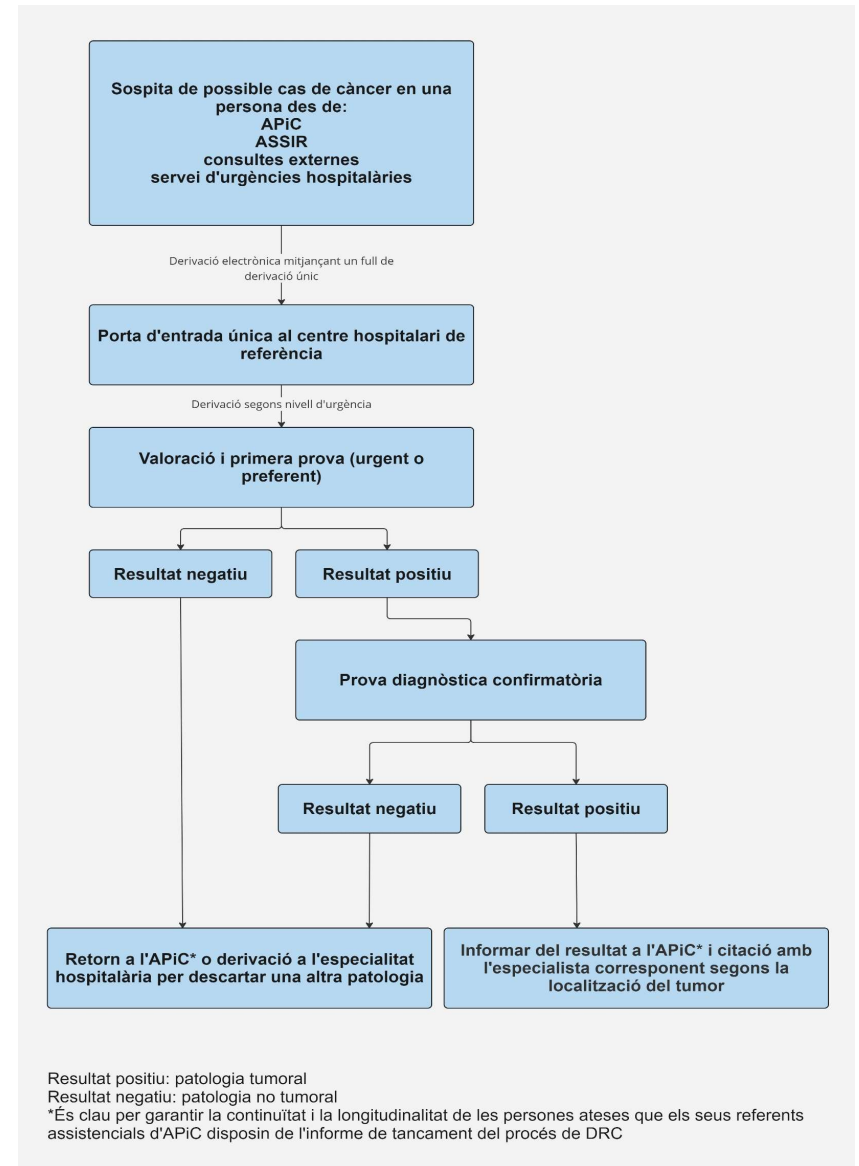 Sospita de possible cas de càncer en una
persona des de:
APiC
ASSIR
consultes externes
servei d'urgències hospitalàries
Derivació electrònica mitjançant un full de
derivació únic
Porta d'entrada única al centre hospitalari de
referència
Derivació segons nivell d'urgència
Valoració i primera prova (urgent o
preferent)
Resultat negatiu
Resultat positiu
Prova diagnòstica confirmatòria
Resultat negatiu
Resultat positiu
Retorn a l'APiC* o derivació a l'especialitat
hospitalària per descartar una altra patologia
Informar del resultat a l'APiC* i citació amb
l'especialista corresponent segons la
localització del tumor
Resultat positiu: patologia tumoral
Resultat negatiu: patologia no tumoral
*És clau per garantir la continuïtat i la longitudinalitat de les persones ateses que els seus referents
assistencials d'APiC disposin de l'informe de tancament del procés de DRC